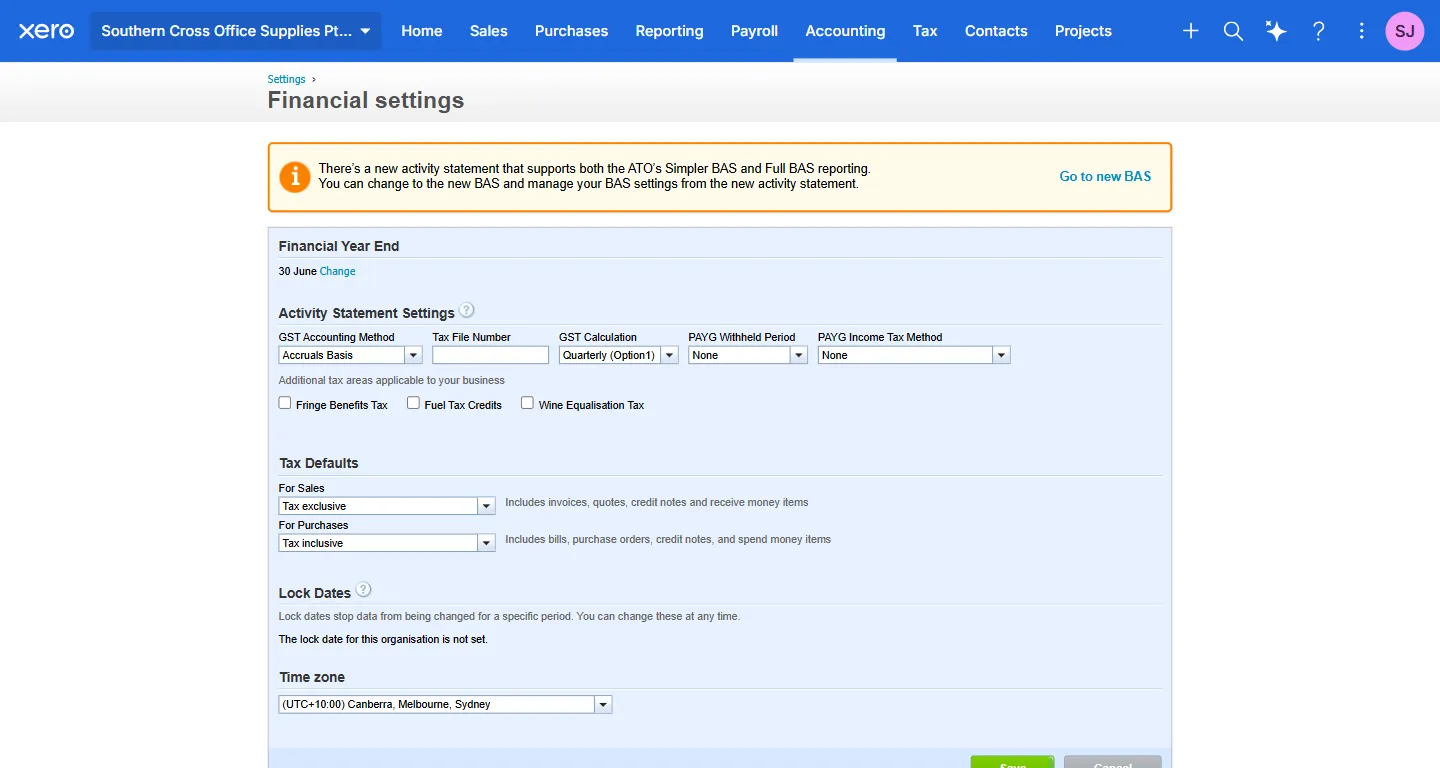 xero Southern Cross Office Supplies Pt... Home Sales Purchases Reporting Payroll Accounting Tax Contacts Projects SJ
Settings ›
Financial settings
There's a new activity statement that supports both the ATO's Simpler BAS and Full BAS reporting.
You can change to the new BAS and manage your BAS settings from the new activity statement.
Go to new BAS
Financial Year End
30 June Change
Activity Statement Settings ?
GST Accounting Method Tax File Number GST Calculation PAYG Withheld Period PAYG Income Tax Method
Accruals Basis Quarterly (Option1) None None
Additional tax areas applicable to your business
Fringe Benefits Tax Fuel Tax Credits Wine Equalisation Tax
Tax Defaults
For Sales
Tax exclusive Includes invoices, quotes, credit notes and receive money items
For Purchases
Tax inclusive Includes bills, purchase orders, credit notes, and spend money items
Lock Dates ?
Lock dates stop data from being changed for a specific period. You can change these at any time.
The lock date for this organisation is not set.
Time zone
(UTC+10:00) Canberra, Melbourne, Sydney
Save Cancel